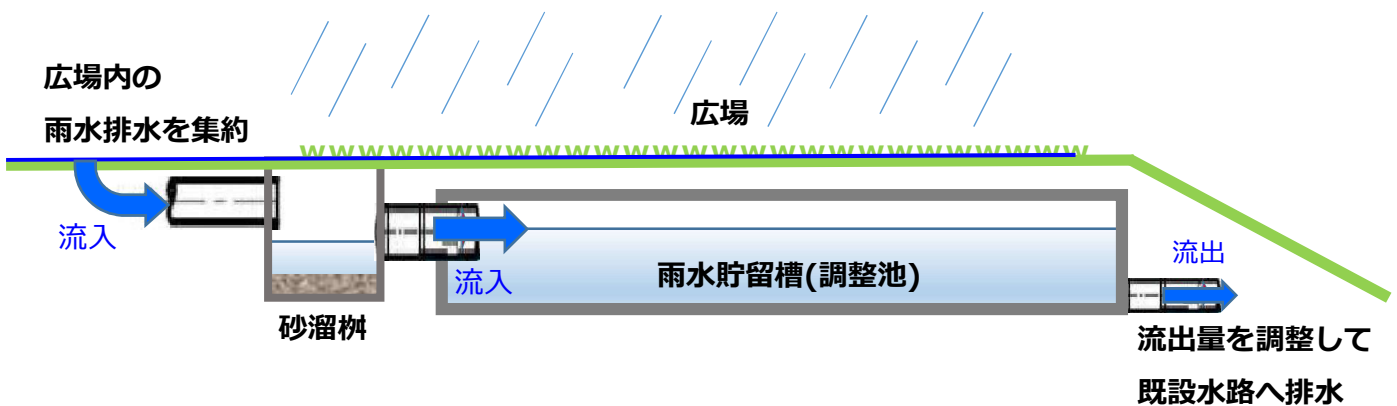 広場内の
雨水排水を集約
広場
流入
流入
雨水貯留槽(調整池)
流出
砂溜桝
流出量を調整して
既設水路へ排水